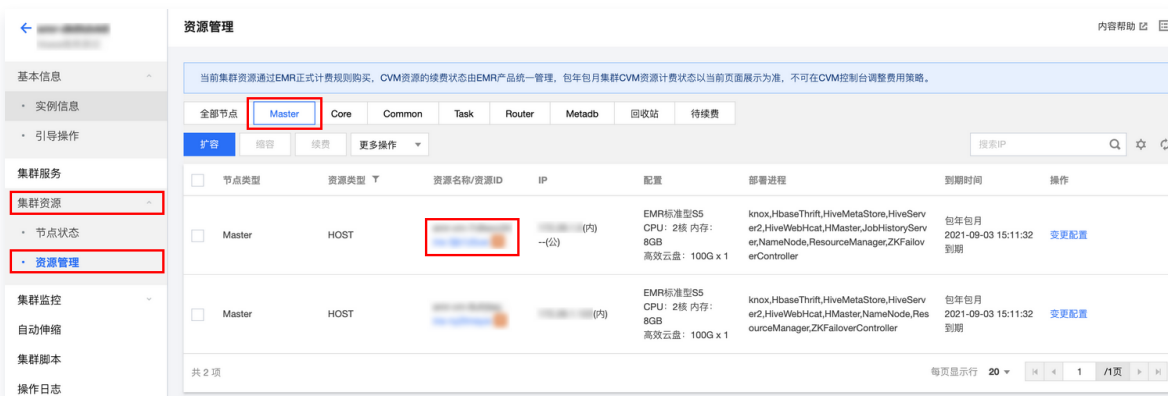 资源管理
内容帮助
基本信息
实例信息
引导操作
集群服务
集群资源
节点状态
资源管理
集群监控
自动伸缩
集群脚本
操作日志
当前集群资源通过EMR正式计费规则购买，CVM资源的续费状态由EMR产品统一管理，包年包月集群CVM资源计费状态以当前页面展示为准，不可在CVM控制台调整费用策略。
全部节点 Master Core Common Task Router Metadb 回收站 待续费
扩容 缩容 续费 更多操作 搜索IP
节点类型 资源类型 资源名称/资源ID IP 配置 部署进程 到期时间 操作
Master HOST
(内)
--(公)
EMR标准型S5
CPU：2核 内存：
8GB
高效云盘：100G x 1
knox,HbaseThrift,HiveMetaStore,HiveServ
er2,HiveWebHcat,HMaster,JobHistoryServ
er,NameNode,ResourceManager,ZKFailov
erController
包年包月
2021-09-03 15:11:32
到期
变更配置
Master HOST
(内)
EMR标准型S5
CPU：2核 内存：
8GB
高效云盘：100G x 1
knox,HbaseThrift,HiveMetaStore,HiveServ
er2,HiveWebHcat,HMaster,NameNode,Res
ourceManager,ZKFailoverController
包年包月
2021-09-03 15:11:32
到期
变更配置
共 2 项 每页显示行 20 1 /1页